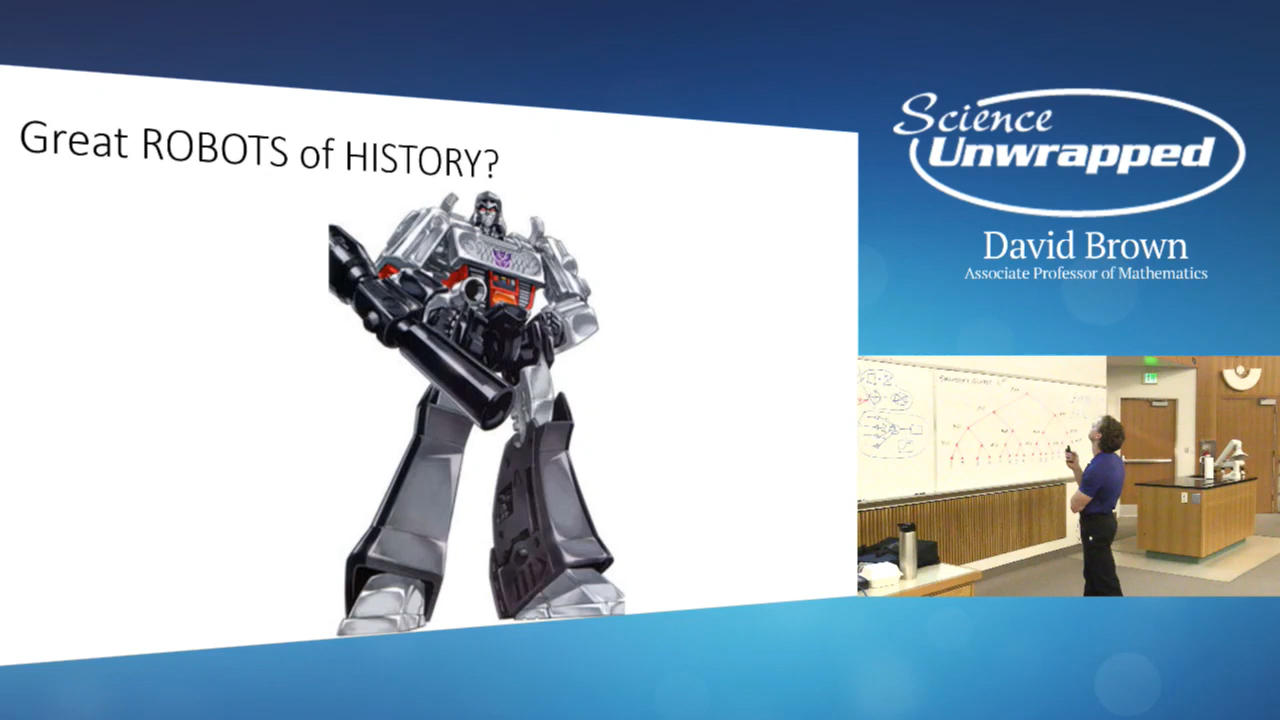 Great ROBOTS of HISTORY?
Science
Unwrapped
David Brown
Associate Professor of Mathematics